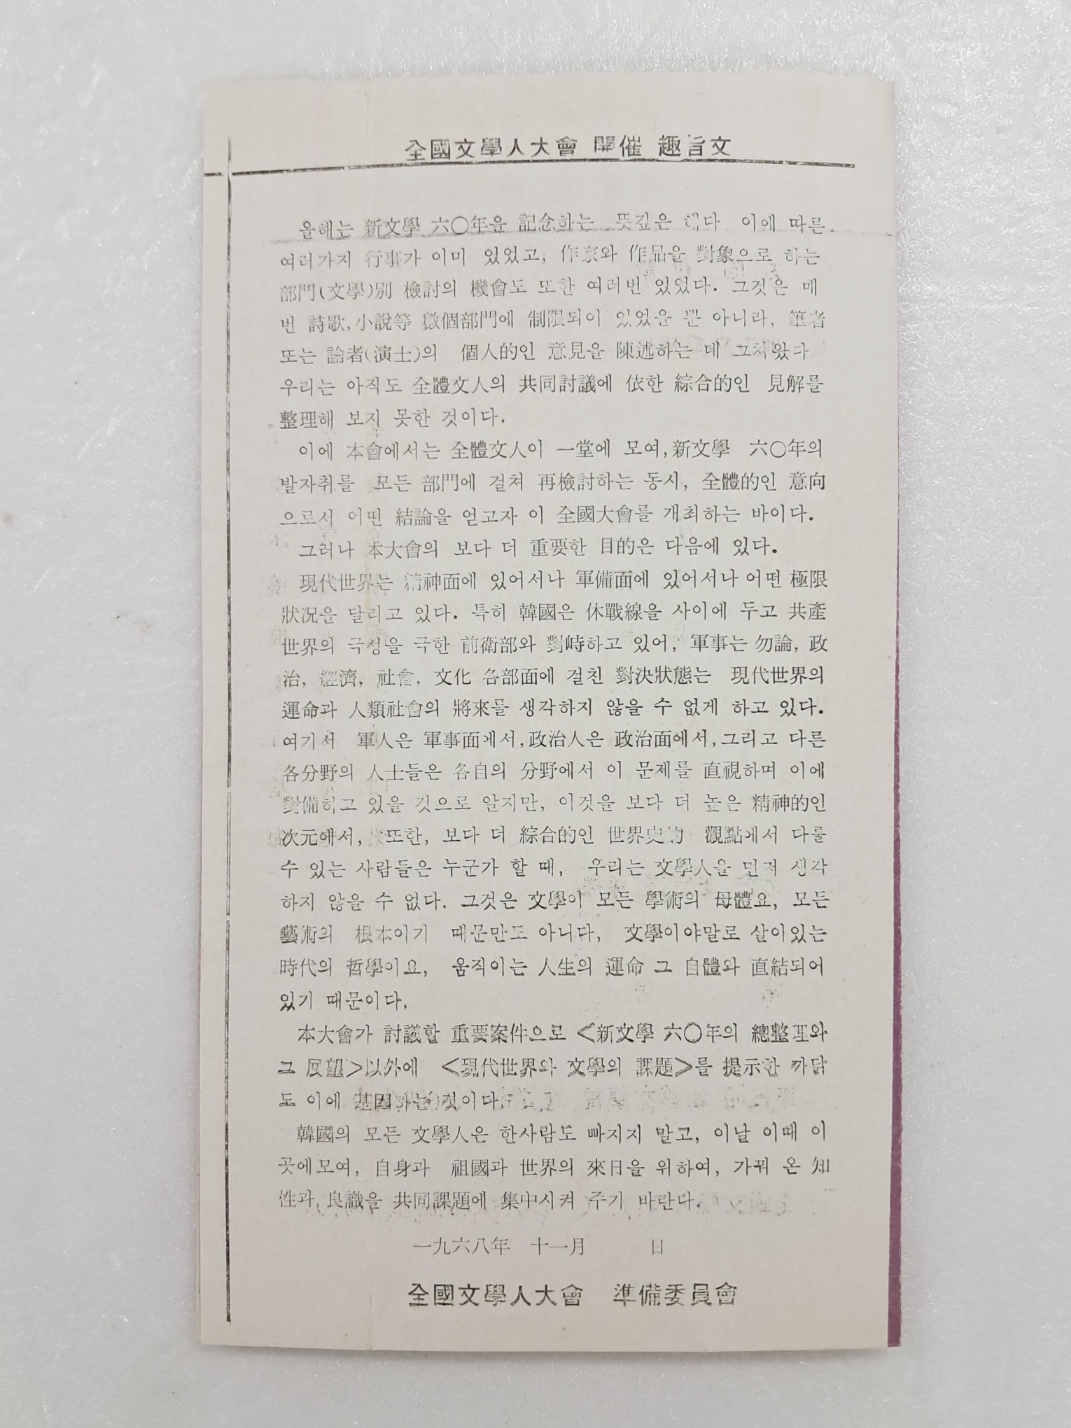 全國文學人大會 開催 趣旨文
올해는 新文學 六〇年을 記念하는 뜻깊은 해다 이에 따른
여러가지 行事가 이미 있었고, 作家와 作品을 對象으로 하는
部門(文學)別 檢討의 機會도 또한 여러번 있었다. 그것은 매
번 詩歌, 小說等 數個部門에 制限되어 있었을 뿐 아니라, 筆者
또는 論者(演士)의 個人的인 意見을 陳述하는 데 그쳐왔다
우리는 아직도 全體文人의 共同討議에 依한 綜合的인 見解를
整理해 보지 못한 것이다.
이에 本會에서는 全體文人이 一堂에 모여, 新文學 六〇年의
발자취를 모든 部門에 걸쳐 再檢討하는 동시, 全體的인 意向
으로서 어떤 結論을 얻고자 이 全國大會를 개최하는 바이다.
그러나 本大會의 보다 더 重要한 目的은 다음에 있다.
現代世界는 精神面에 있어서나 軍備面에 있어서나 어떤 極限
狀況을 달리고 있다. 특히 韓國은 休戰線을 사이에 두고 共產
世界의 극성을 극한 前衛部와 對峙하고 있어, 軍事는 勿論, 政
治, 經濟, 社會, 文化 各部面에 걸친 對決狀態는 現代世界의
運命과 人類社會의 將來를 생각하지 않을 수 없게 하고 있다.
여기서 軍人은 軍事面에서, 政治人은 政治面에서, 그리고 다른
各分野의 人士들은 各自의 分野에서 이 문제를 直視하며 이에
對備하고 있을 것으로 알지만, 이것을 보다 더 높은 精神的인
次元에서, 또한, 보다 더 綜合的인 世界史的 觀點에서 다룰
수 있는 사람들은 누군가 할 때, 우리는 文學人을 먼저 생각
하지 않을 수 없다. 그것은 文學이 모든 學術의 母體요, 모든
藝術의 根本이기 때문만도 아니다, 文學이야말로 살아있는
時代의 哲學이요, 움직이는 人生의 運命 그 自體와 直結되어
있기 때문이다.
本大會가 討議할 重要案件으로 <新文學 六〇年의 總整理와
그 展望>以外에 <現代世界와 文學의 課題>를 提示한 까닭
도 이에 基因하는 것이다.
韓國의 모든 文學人은 한사람도 빠지지 말고, 이날 이때 이
곳에모여, 自身과 祖國과 世界의 來日을 위하여, 가꿔 온 知
性과, 良識을 共同課題에 集中시켜 주기 바란다.
一九六八年 十一月 日
全國文學人大會 準備委員會